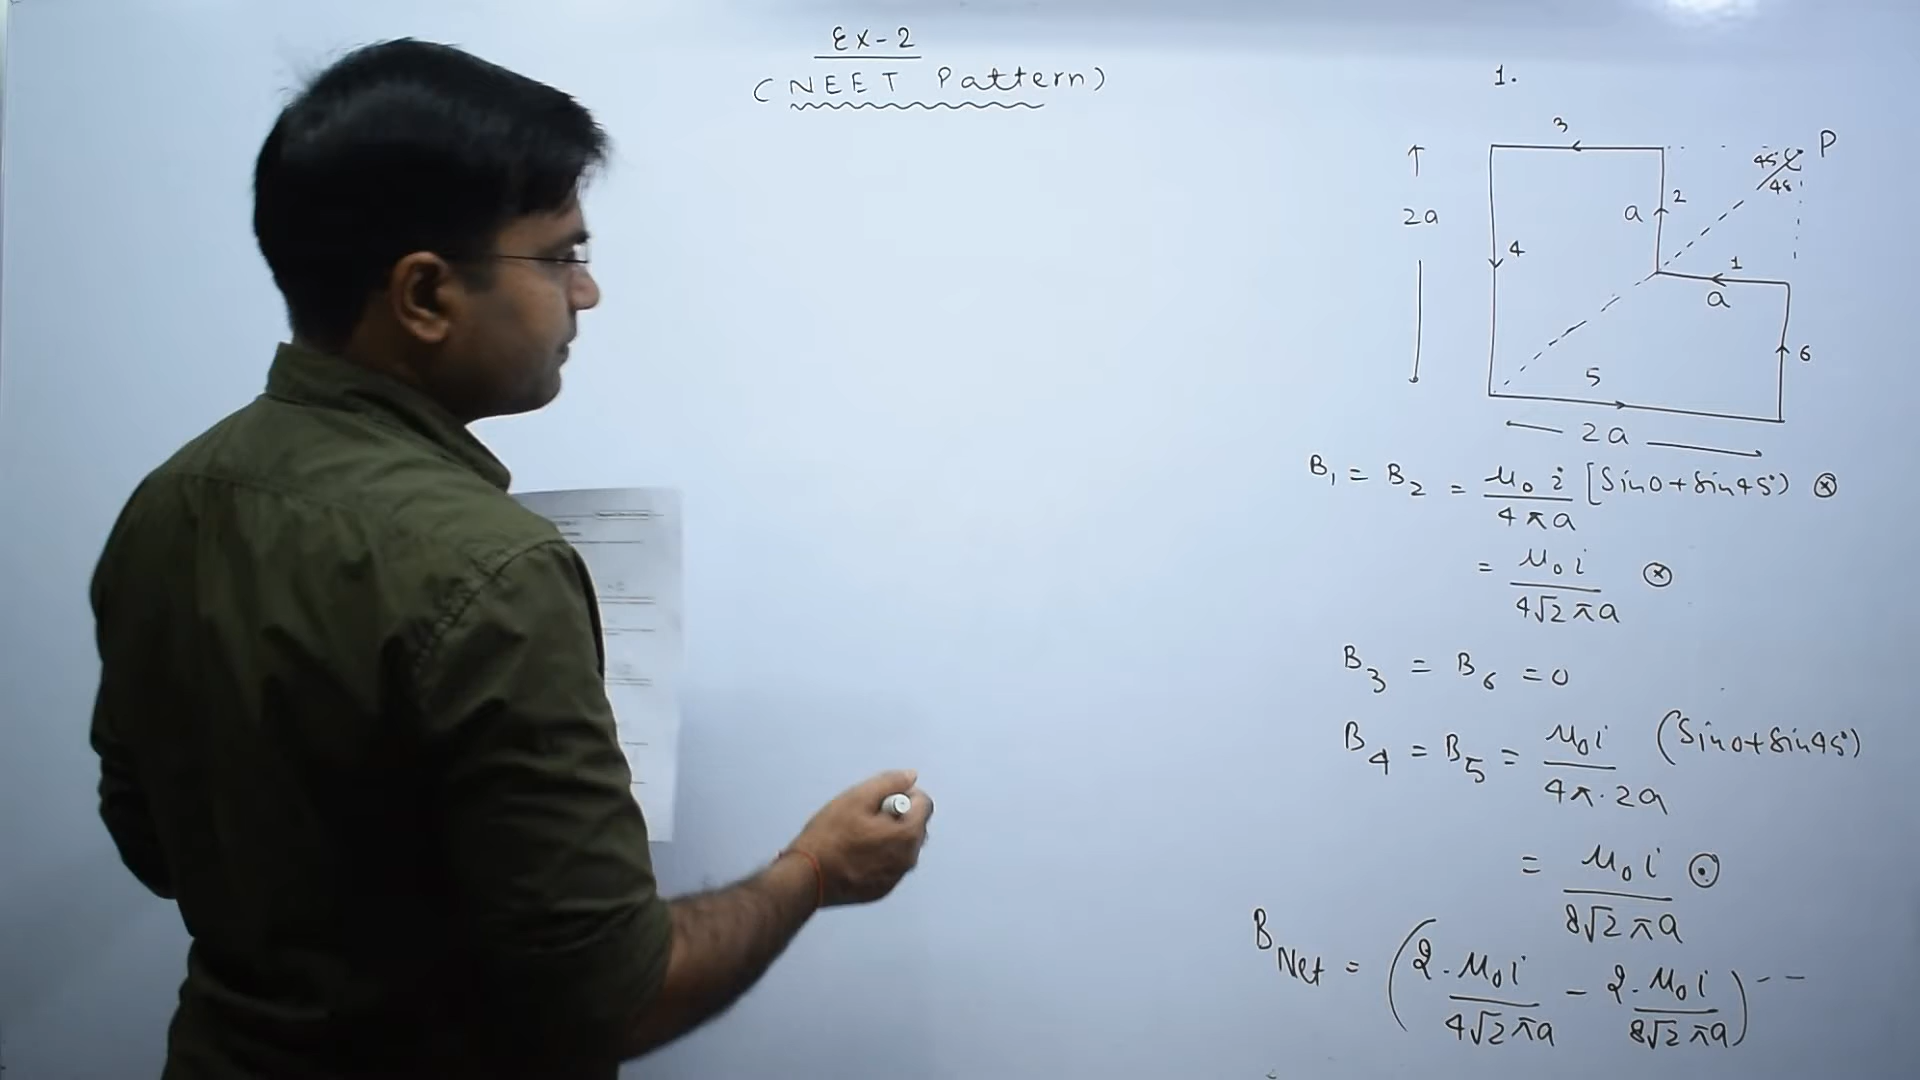 Ex-2
(NEET Pattern)
1.
3
P
45°
45
↑
2a
a
2
4
1
a
6
5
2a
B₁ = B₂ = μ₀ i / 4πa [Sin0+Sin45°) ⊗
= μ₀ i / 4√2 πa ⊗
B₃ = B₆ = 0
B₄ = B₅ = μ₀ i / 4π·2a (Sin0+Sin45°)
= μ₀ i / 8√2 πa ⊙
B_Net = (2·μ₀ i / 4√2 πa − 2·μ₀ i / 8√2 πa) - -